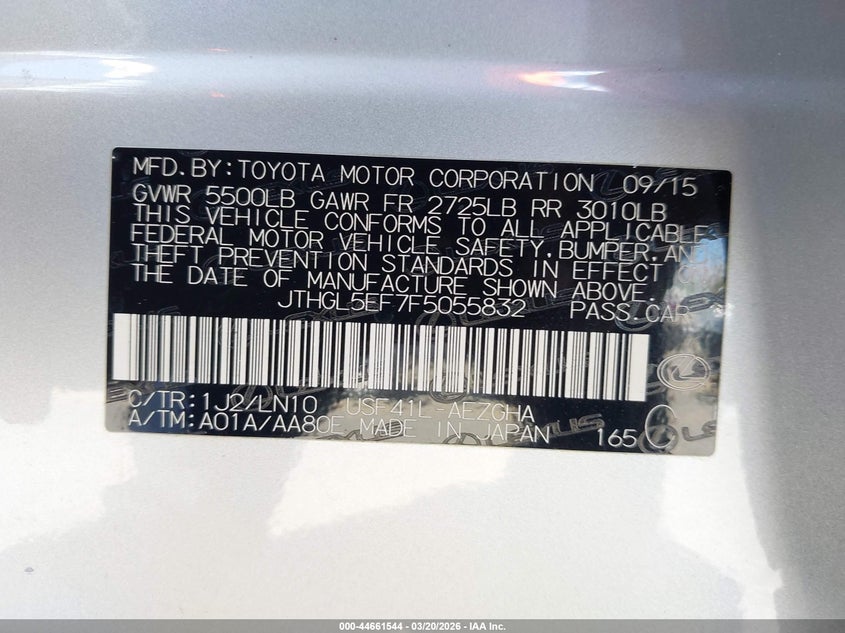 MFD.BY:TOYOTA MOTOR CORPORATION 09/15
GVWR 5500LB GAWR FR 2725LB RR 3010LB
THIS VEHICLE CONFORMS TO ALL APPLICABLE
FEDERAL MOTOR VEHICLE SAFETY,BUMPER,AN
THEFT PREVENTION STANDARDS IN EFFECT O
THE DATE OF MANUFACTURE SHOWN ABOVE.
JTHGL5EF7F5055832 PASS.CAR
C/TR:1J2/LN10 USF41L-AEZGHA
A/TM:A01A/AA80E MADE IN JAPAN 165
LEXUS
000-44661544 — 03/20/2026 — IAA Inc.